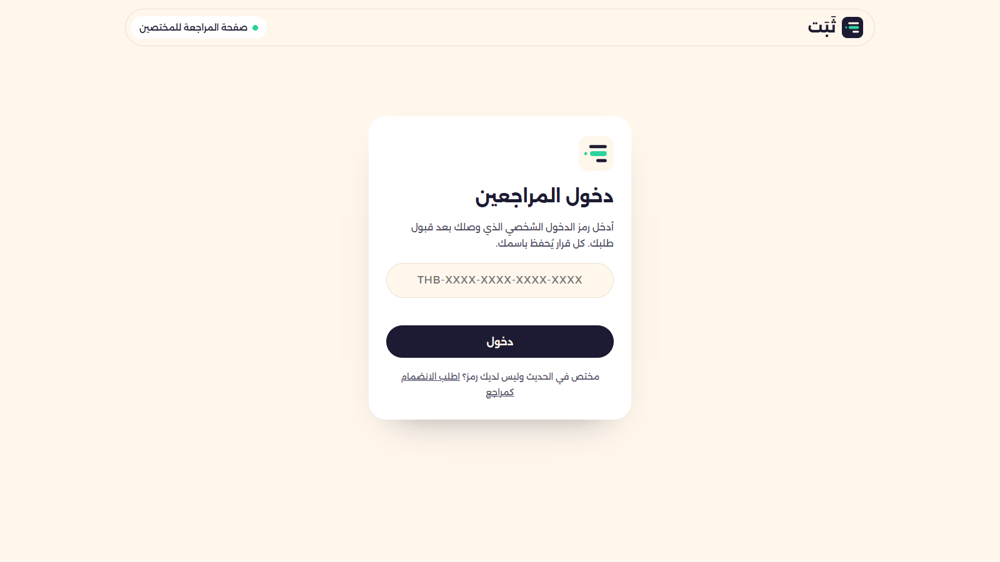 ثَبَت
صفحة المراجعة للمختصين
دخول المراجعين
أدخل رمز الدخول الشخصي الذي وصلك بعد قبول
طلبك. كل قرار يُحفظ باسمك.
THB-XXXX-XXXX-XXXX-XXXX
دخول
مختص في الحديث وليس لديك رمز؟ اطلب الانضمام
كمراجع